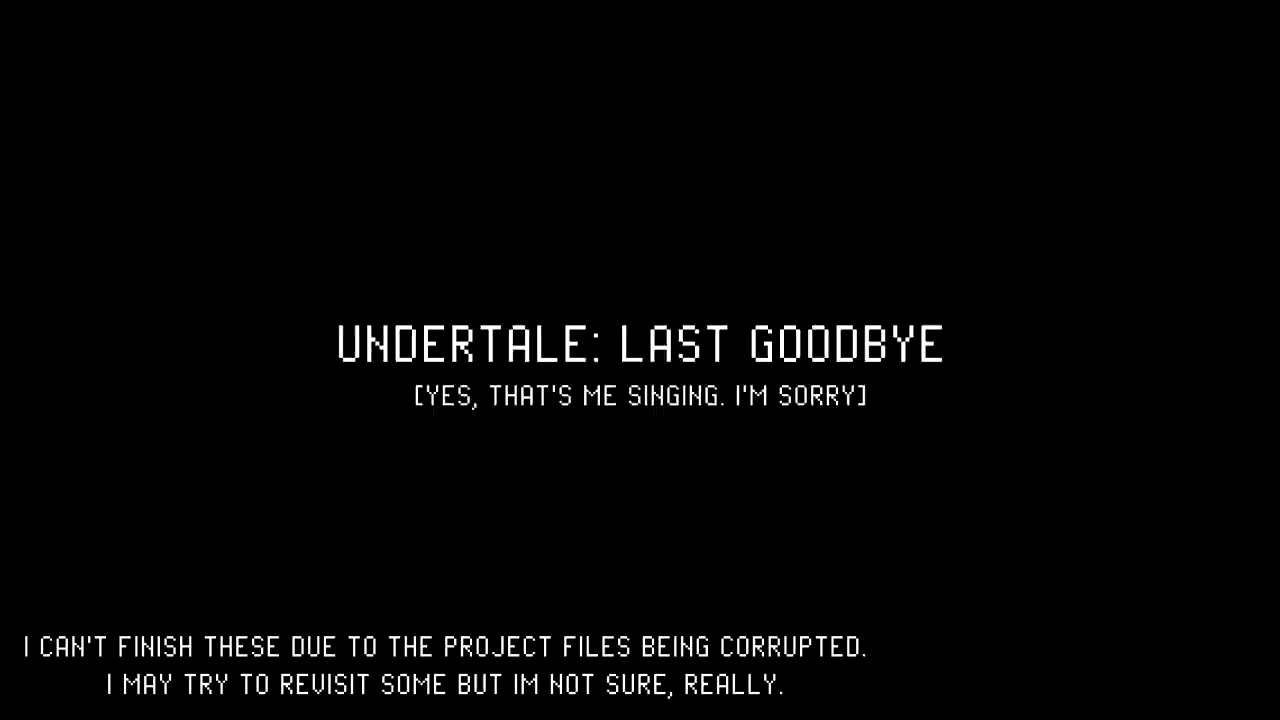 UNDERTALE: LAST GOODBYE
[YES, THAT'S ME SINGING. I'M SORRY]
I CAN'T FINISH THESE DUE TO THE PROJECT FILES BEING CORRUPTED.
I MAY TRY TO REVISIT SOME BUT IM NOT SURE, REALLY.